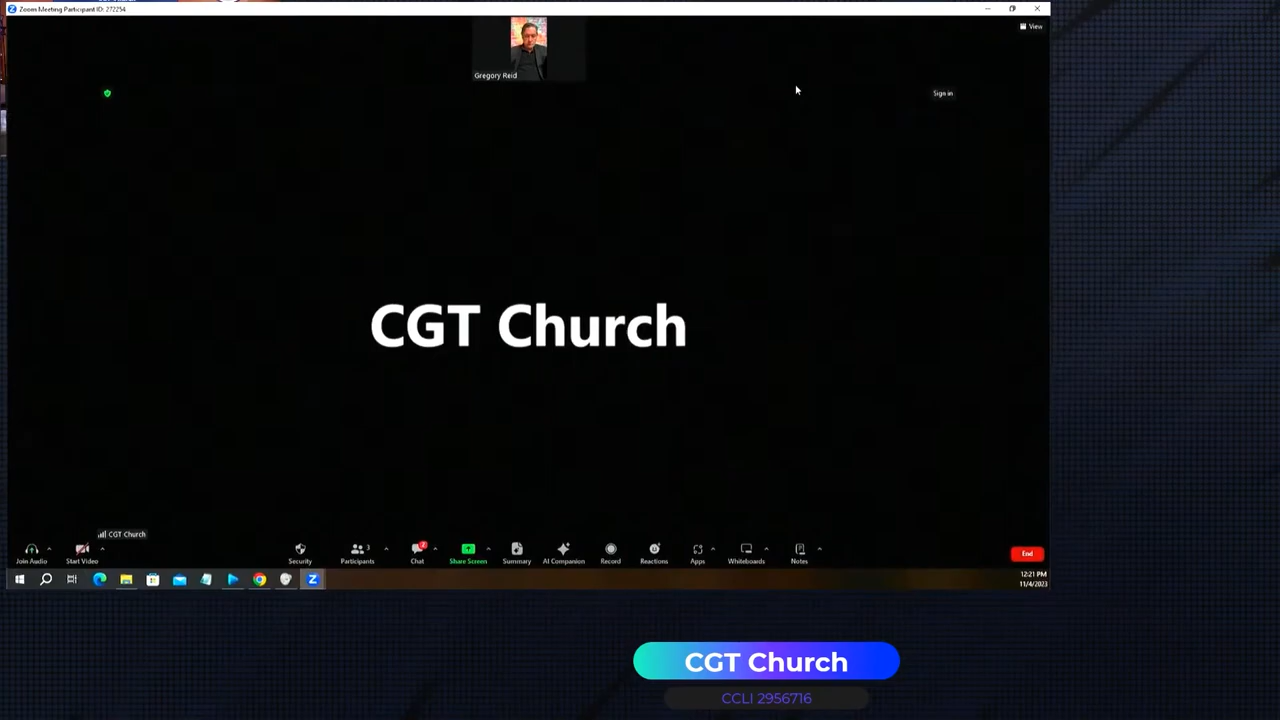 Zoom Meeting Participant ID: 272254
View
Gregory Reid
Sign in
CGT Church
CGT Church
Join Audio
Start Video
Security
Participants
3
Chat
2
Share Screen
Summary
AI Companion
Record
Reactions
Apps
Whiteboards
Notes
End
12:21 PM
11/4/2023
CGT Church
CCLI 2956716